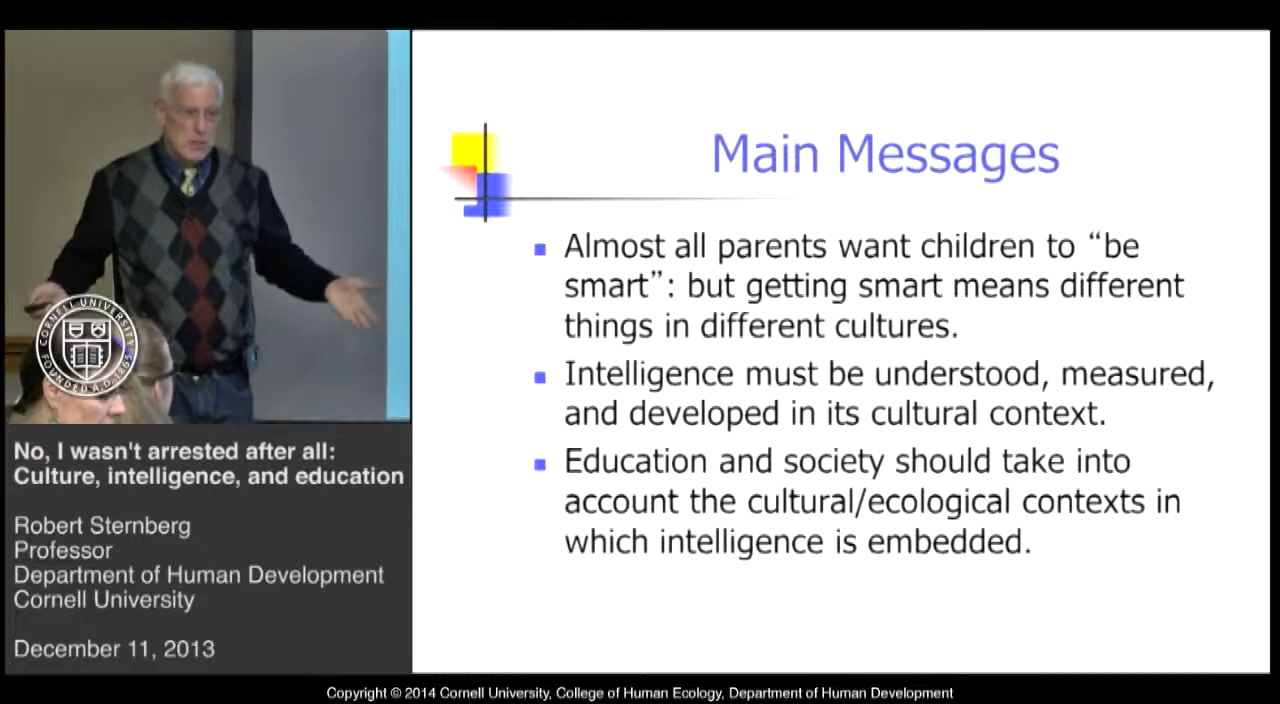 Main Messages
Almost all parents want children to “be
smart”: but getting smart means different
things in different cultures.
Intelligence must be understood, measured,
and developed in its cultural context.
Education and society should take into
account the cultural/ecological contexts in
which intelligence is embedded.
CORNELL UNIVERSITY
FOUNDED A.D. 1865
No, I wasn't arrested after all:
Culture, intelligence, and education
Robert Sternberg
Professor
Department of Human Development
Cornell University
December 11, 2013
Copyright © 2014 Cornell University, College of Human Ecology, Department of Human Development